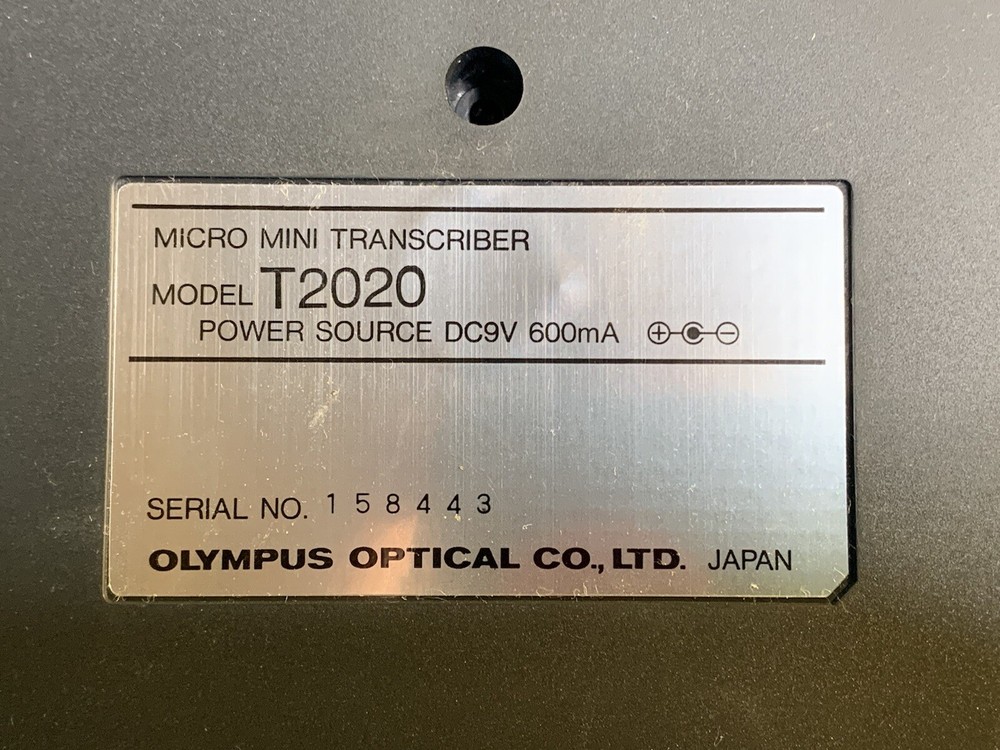 MICRO MINI TRANSCRIBER
MODEL T2020
POWER SOURCE DC9V 600mA
SERIAL NO. 158443
OLYMPUS OPTICAL CO., LTD. JAPAN